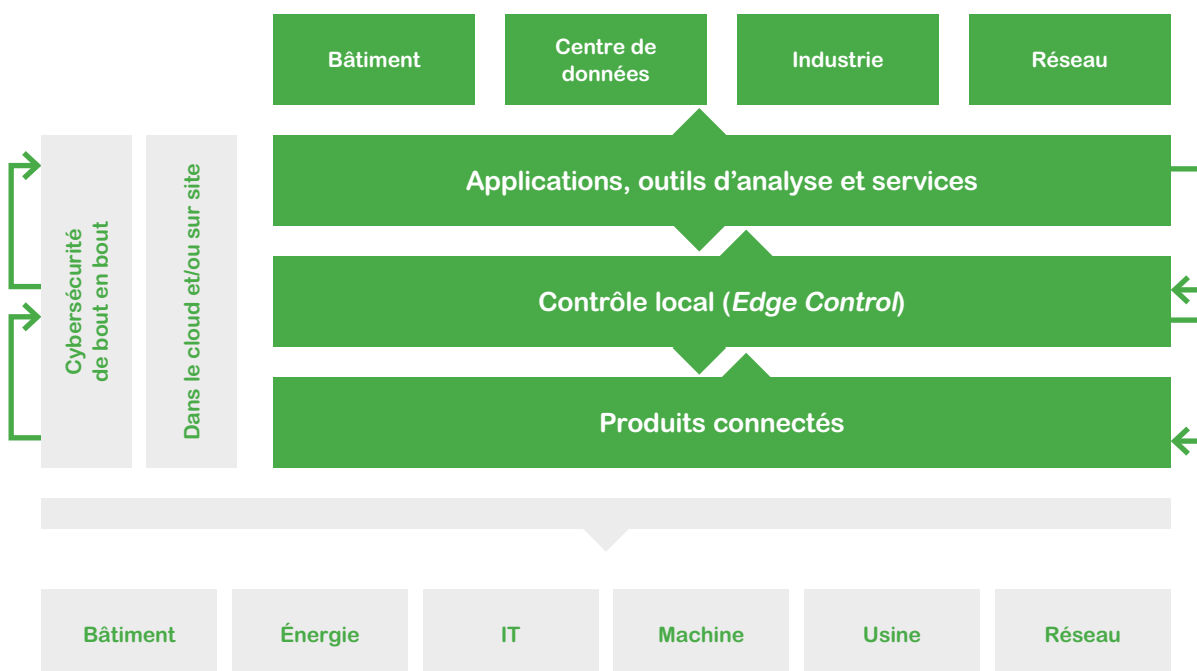 Bâtiment
Centre de
données
Industrie
Réseau
Cybersécurité
de bout en bout
Dans le cloud et/ou sur site
Applications, outils d’analyse et services
Contrôle local (Edge Control)
Produits connectés
Bâtiment
Énergie
IT
Machine
Usine
Réseau